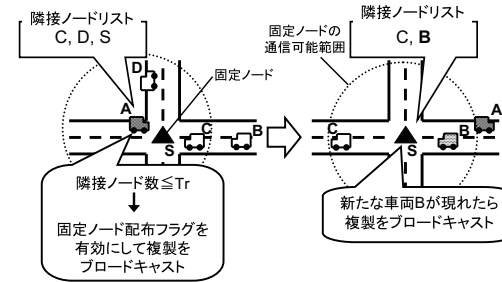 隣接ノードリスト
C, D, S
D
A
固定ノード
C
B
S
隣接ノード数≦Tr
固定ノード配布フラグを
有効にして複製を
ブロードキャスト
固定ノードの
通信可能範囲
隣接ノードリスト
C, B
A
C
B
S
新たな車両Bが現れたら
複製をブロードキャスト